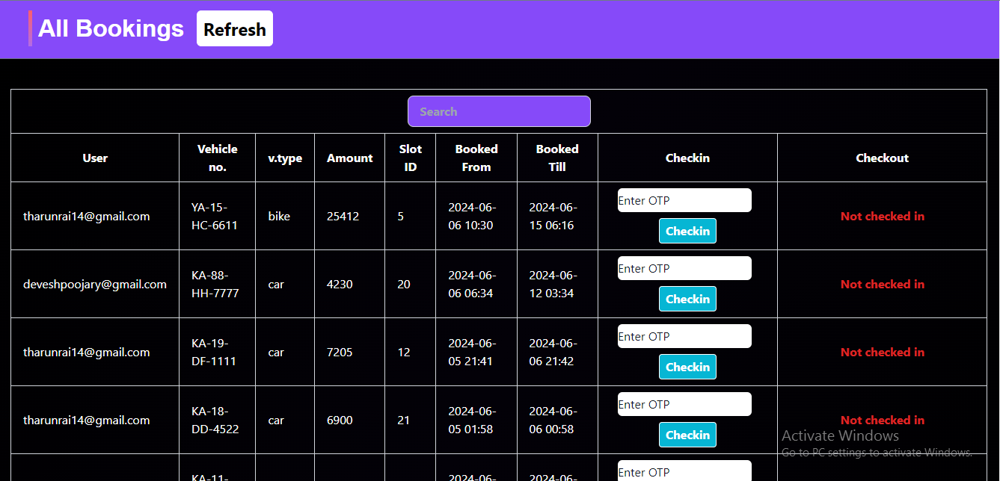 All Bookings Refresh
Search
User Vehicle no. v.type Amount Slot ID Booked From Booked Till Checkin Checkout
tharunrai14@gmail.com YA-15-HC-6611 bike 25412 5 2024-06-06 10:30 2024-06-15 06:16 Enter OTP Checkin Not checked in
deveshpoojary@gmail.com KA-88-HH-7777 car 4230 20 2024-06-06 06:34 2024-06-12 03:34 Enter OTP Checkin Not checked in
tharunrai14@gmail.com KA-19-DF-1111 car 7205 12 2024-06-05 21:41 2024-06-06 21:42 Enter OTP Checkin Not checked in
tharunrai14@gmail.com KA-18-DD-4522 car 6900 21 2024-06-05 01:58 2024-06-06 00:58 Enter OTP Checkin Not checked in
Activate Windows
Go to PC settings to activate Windows.
KA-11- 2024-06- 2024-06- Enter OTP